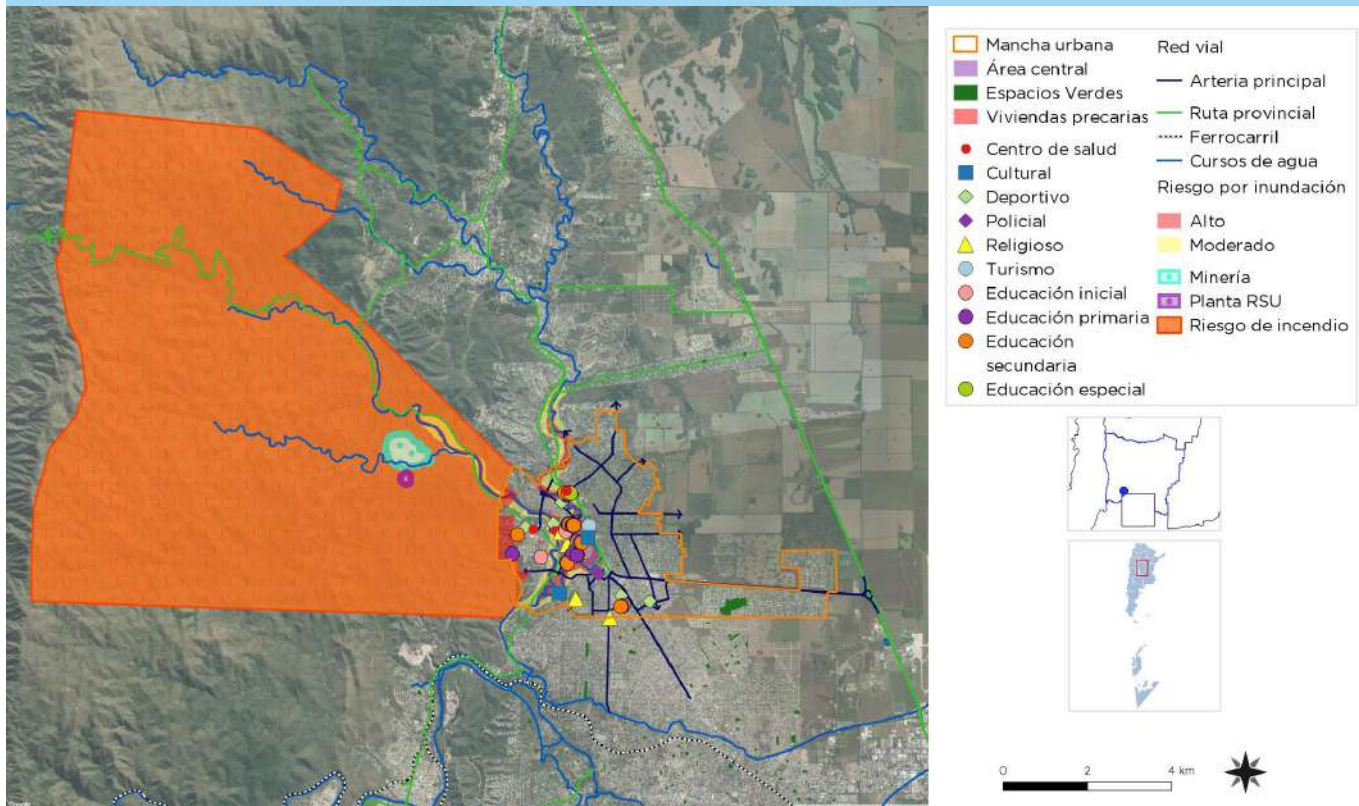 Mancha urbana
Área central
Espacios Verdes
Viviendas precarias
Centro de salud
Cultural
Deportivo
Policial
Religioso
Turismo
Educación inicial
Educación primaria
Educación
secundaria
Educación especial
Red vial
Arteria principal
Ruta provincial
Ferrocarril
Cursos de agua
Riesgo por inundación
Alto
Moderado
Minería
Planta RSU
Riesgo de incendio
0 2 4 km